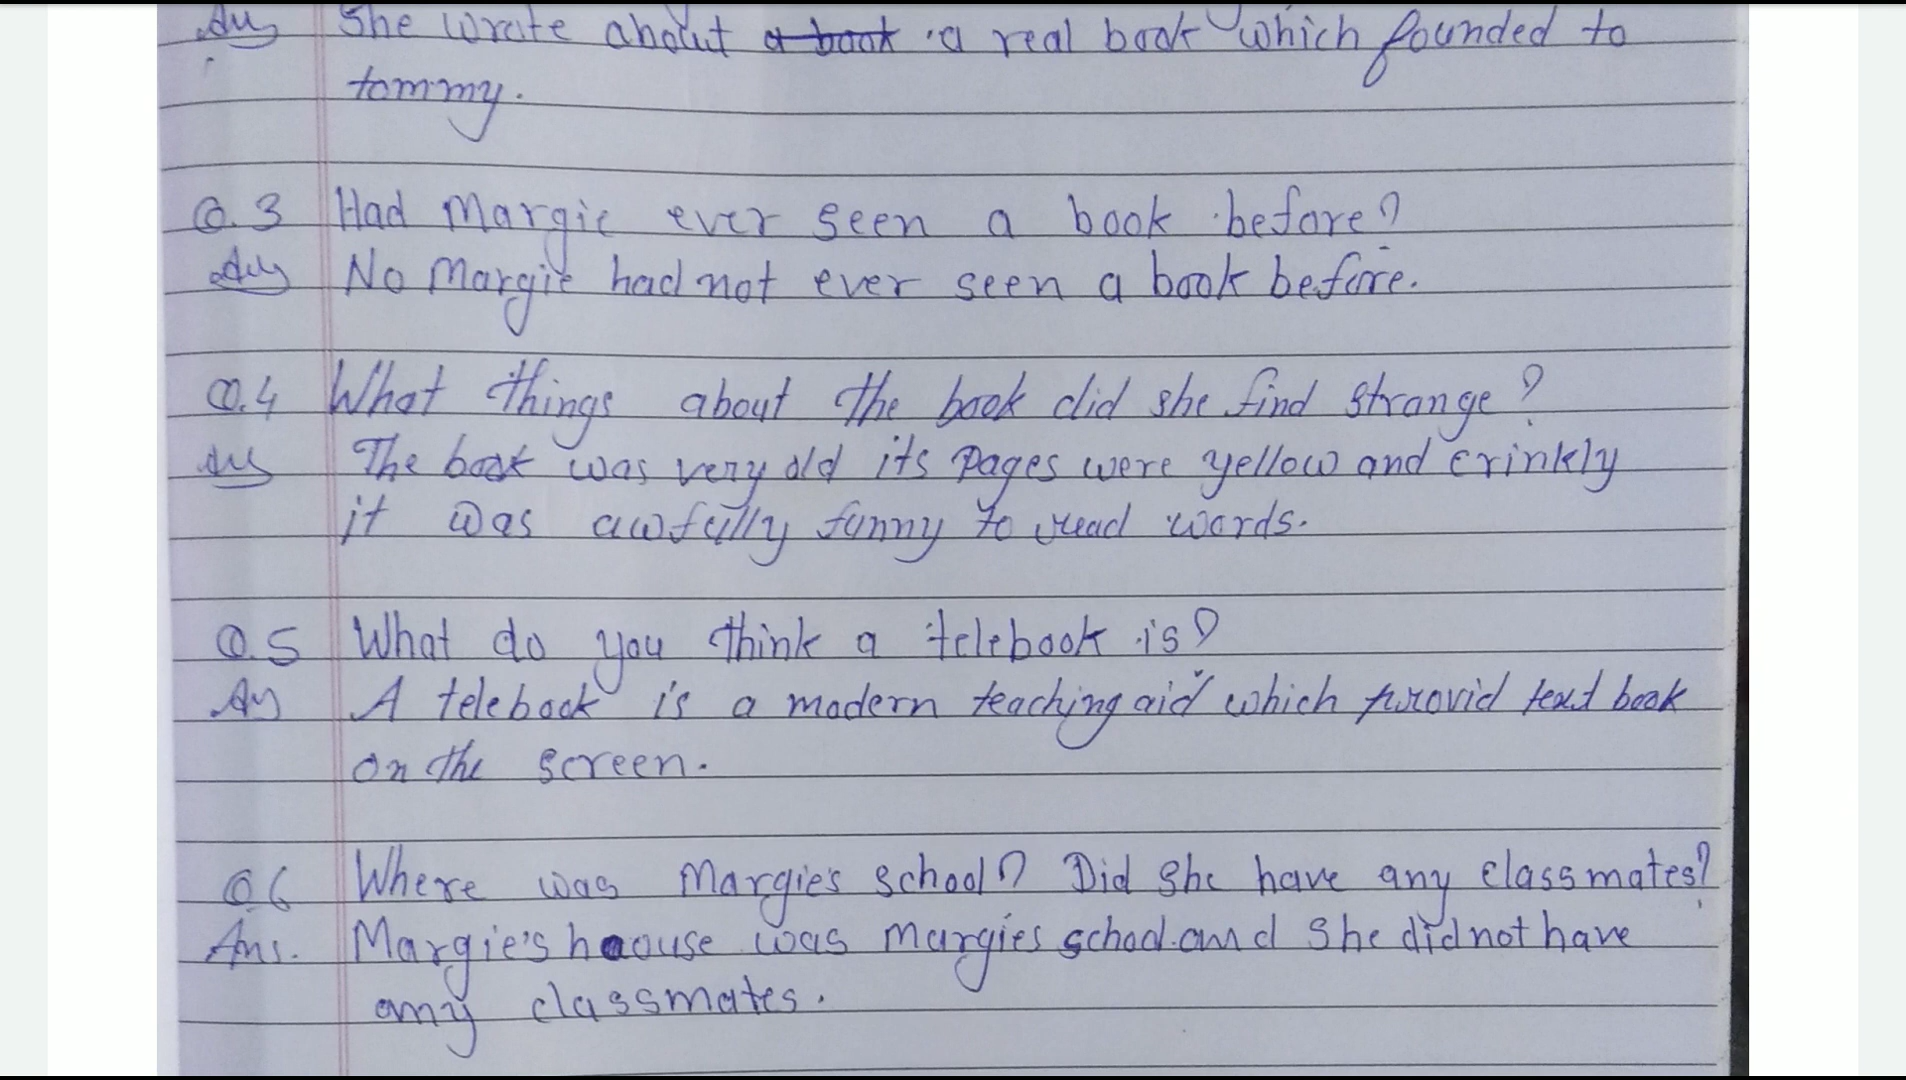 Ans She wrote about a book a real book which founded to
tommy.
Q.3 Had Margie ever seen a book before?
Ans No Margie had not ever seen a book before.
Q.4 What things about the book did she find strange?
Ans The book was very old its pages were yellow and crinkly
it was awfully funny to read words.
Q.5 What do you think a telebook is?
Ans A telebook is a modern teaching aid which provid text book
on the screen.
Q.6 Where was Margie's school? Did she have any classmates?
Ans. Margie's haouse was margies school. and she did not have
any classmates.